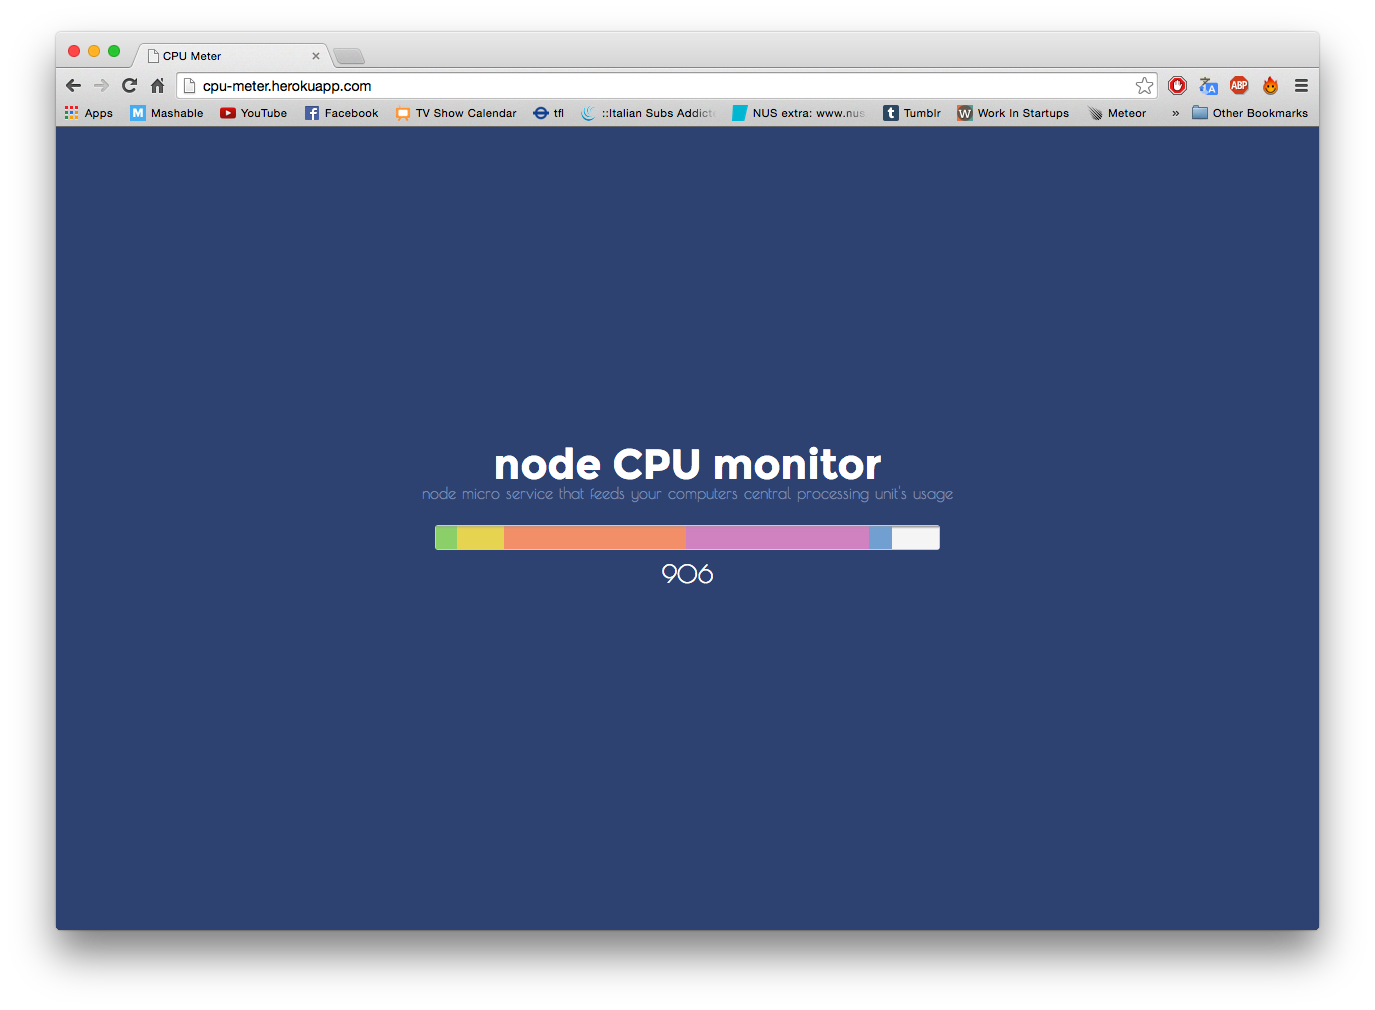 CPU Meter
cpu-meter.herokuapp.com
ABP
Apps M Mashable YouTube f Facebook TV Show Calendar tfl ::Italian Subs Addict NUS extra: www.nus t Tumblr W Work In Startups Meteor » Other Bookmarks
node CPU monitor
node micro service that feeds your computers central processing unit's usage
906